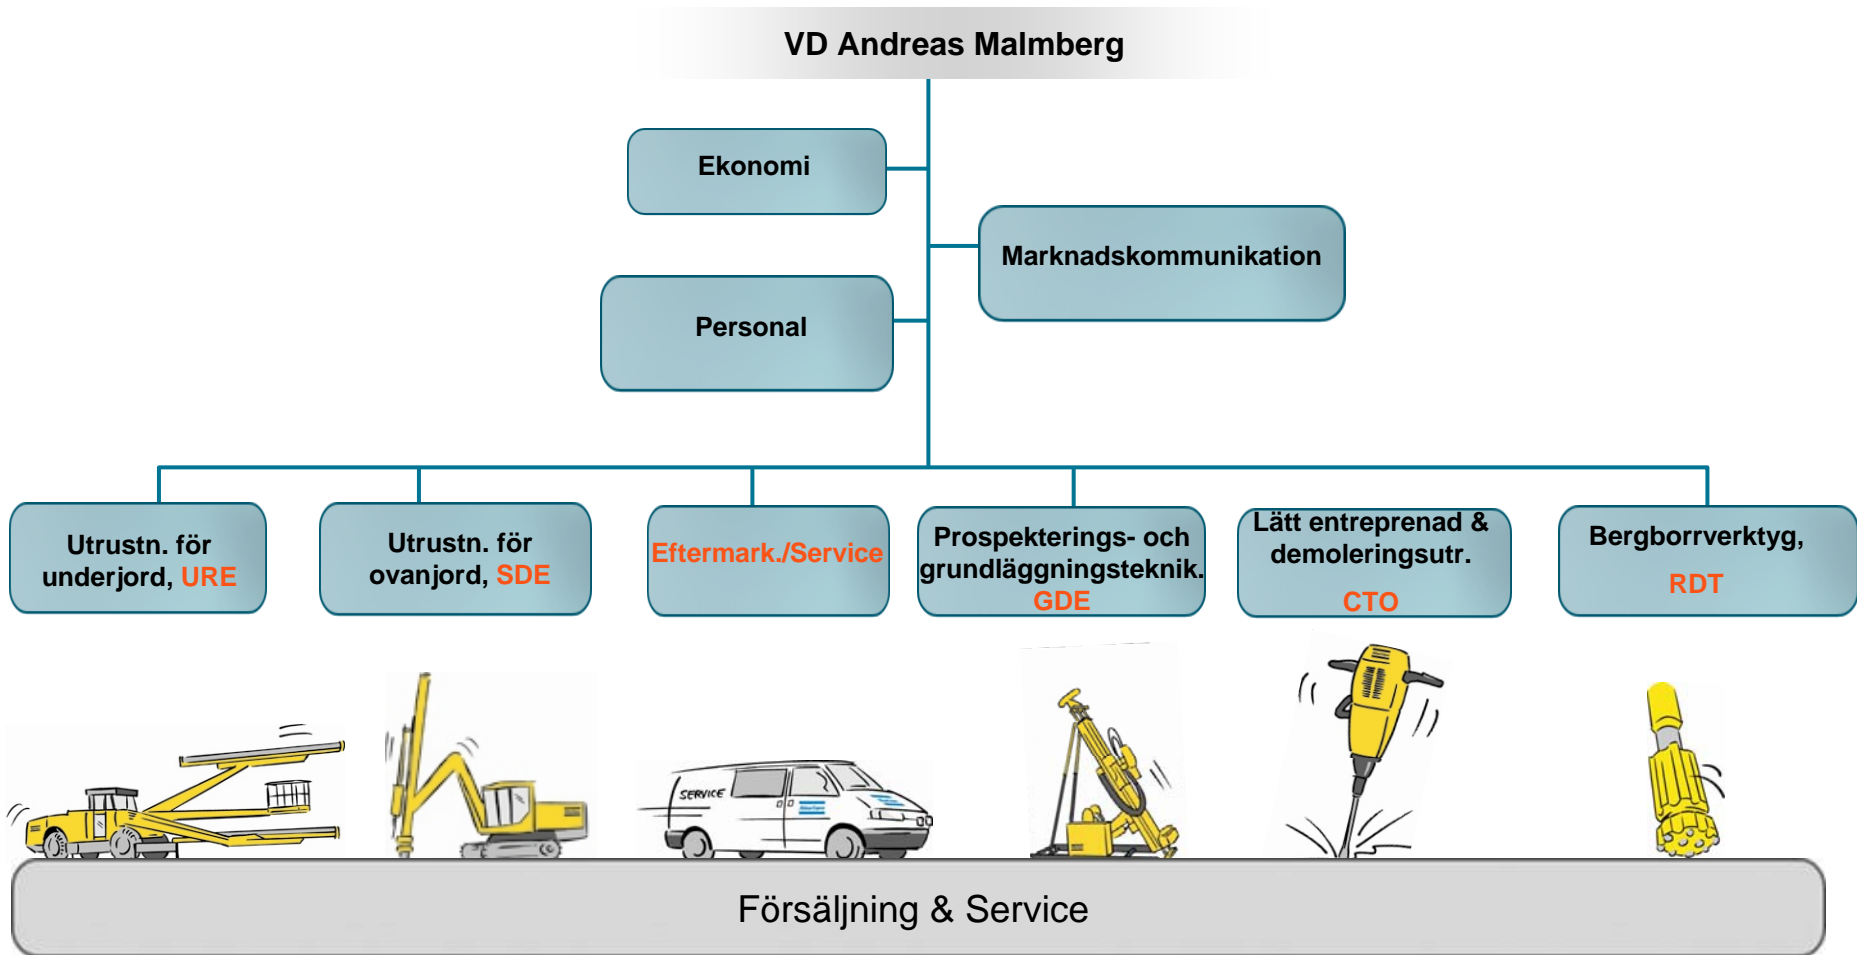 VD Andreas Malmberg
Ekonomi
Marknadskommunikation
Personal
Utrustn. för
underjord, URE
Utrustn. för
ovanjord, SDE
Eftermark./Service
Prospekterings- och
grundläggningsteknik.
GDE
Lätt entreprenad &
demoleringsutr.
CTO
Bergborrverktyg,
RDT
SERVICE
Försäljning & Service